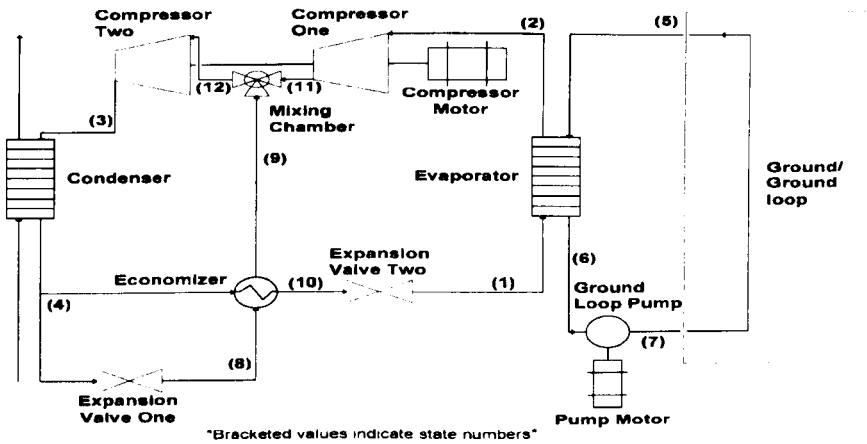 Compressor
Two
Compressor
One
(2)
(5)
(12)
(11)
Compressor
Motor
Mixing
Chamber
(3)
(9)
Condenser
Evaporator
Ground/
Ground
loop
Economizer
Expansion
Valve Two
(6)
(4)
(10)
(1)
Ground
Loop Pump
(8)
(7)
Expansion
Valve One
Pump Motor
"Bracketed values indicate state numbers"